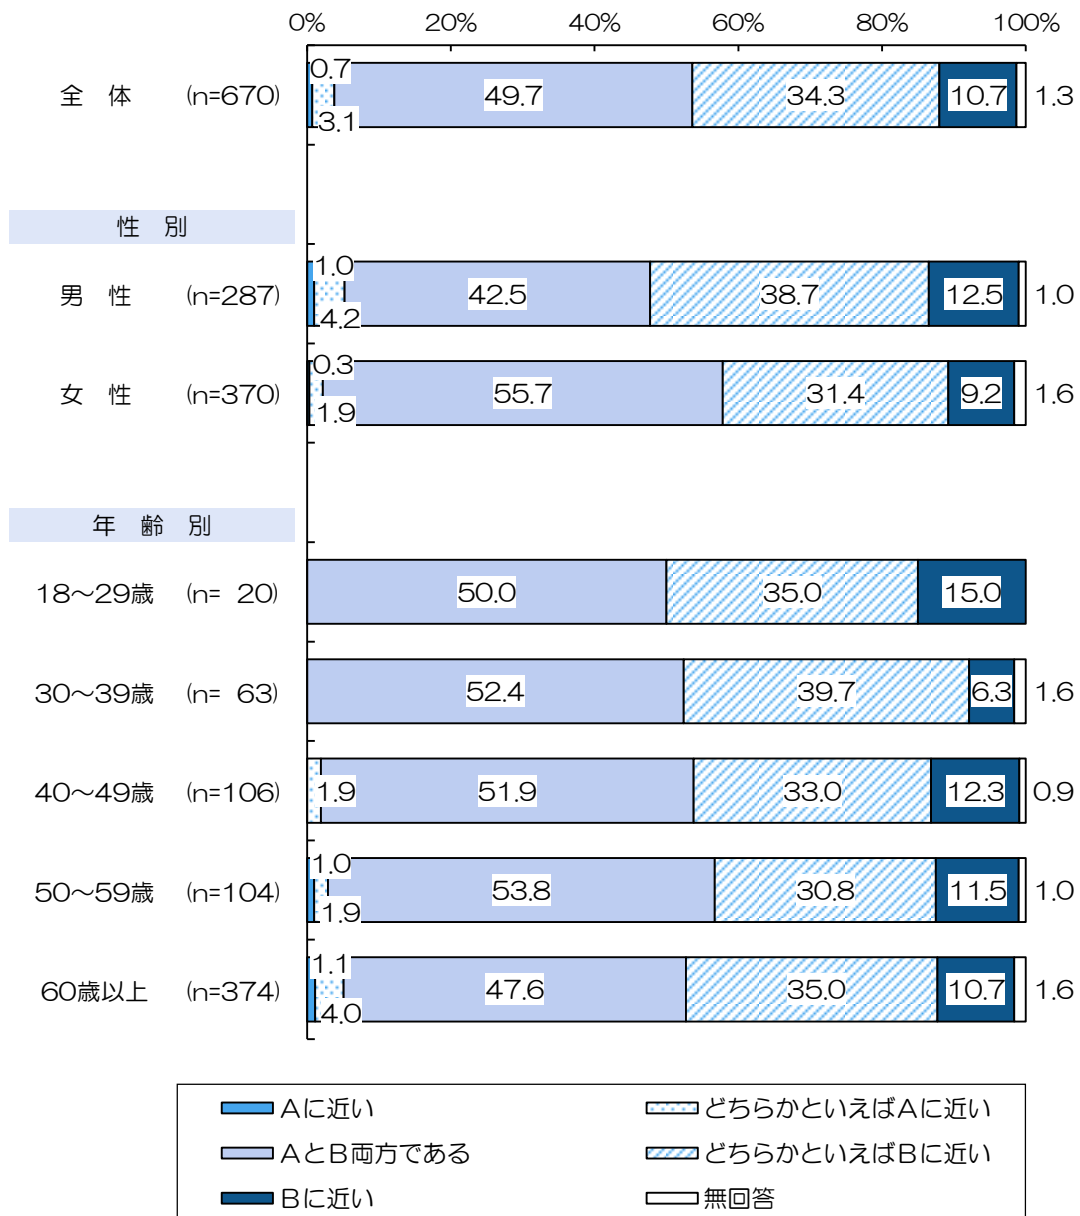 0% 20% 40% 60% 80% 100%
全 体 (n=670) 0.7 3.1 49.7 34.3 10.7 1.3
性 別
男 性 (n=287) 1.0 4.2 42.5 38.7 12.5 1.0
女 性 (n=370) 0.3 1.9 55.7 31.4 9.2 1.6
年 齢 別
18～29歳 (n= 20) 50.0 35.0 15.0
30～39歳 (n= 63) 52.4 39.7 6.3 1.6
40～49歳 (n=106) 1.9 51.9 33.0 12.3 0.9
50～59歳 (n=104) 1.0 1.9 53.8 30.8 11.5 1.0
60歳以上 (n=374) 1.1 4.0 47.6 35.0 10.7 1.6
Ａに近い どちらかといえばＡに近い
ＡとＢ両方である どちらかといえばＢに近い
Ｂに近い 無回答